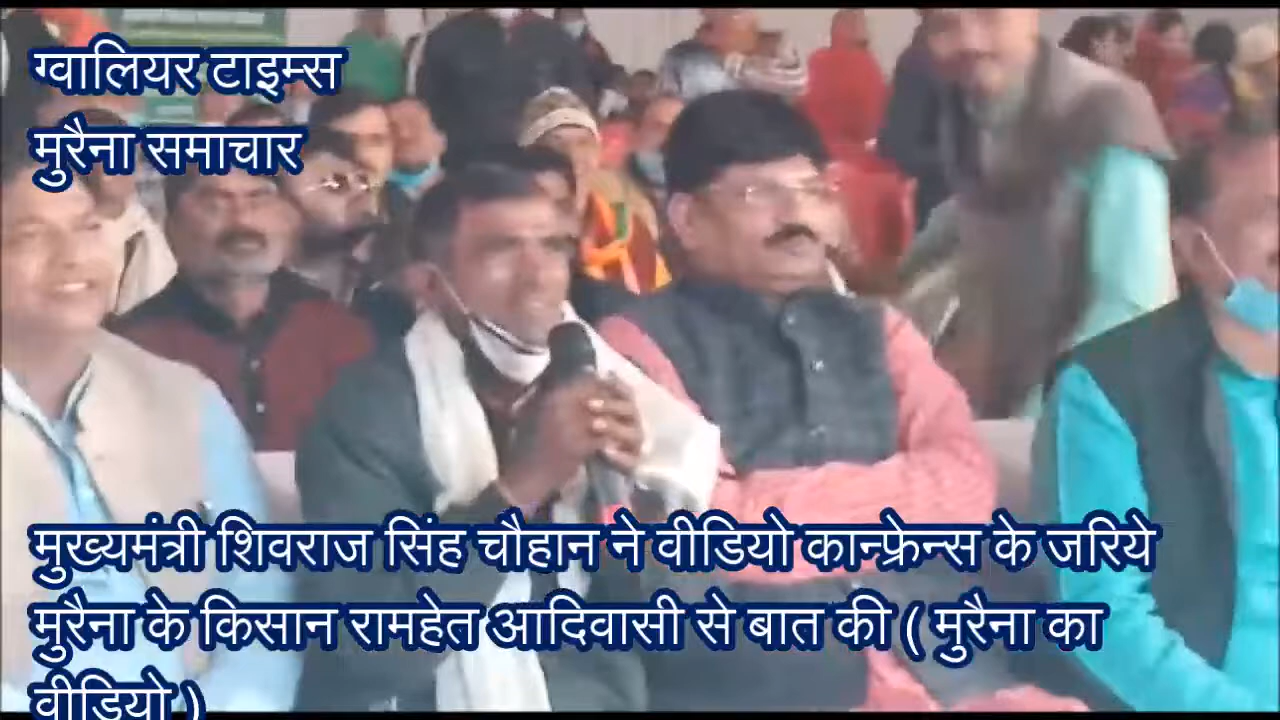 ग्वालियर टाइम्स
मुरैना समाचार
मुख्यमंत्री शिवराज सिंह चौहान ने वीडियो कान्फ्रेन्स के जरिये
मुरैना के किसान रामहेत आदिवासी से बात की ( मुरैना का
वीडियो )